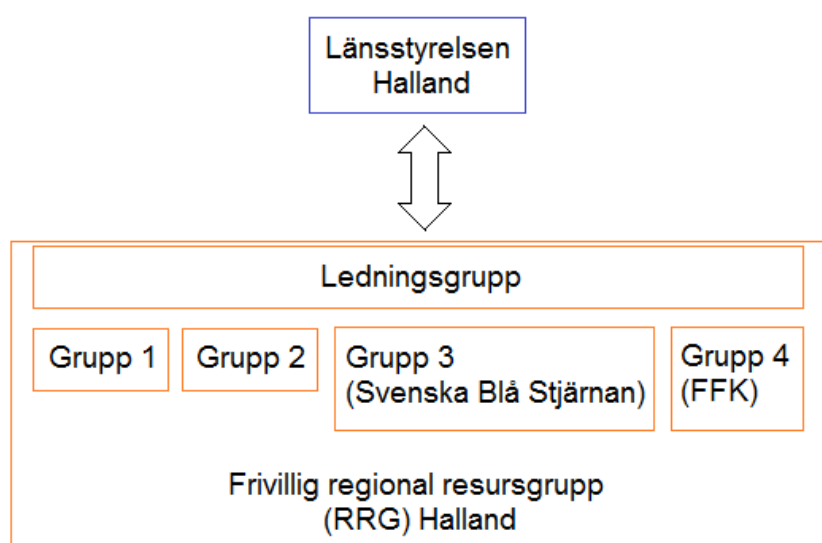 Länsstyrelsen
Halland
Ledningsgrupp
Grupp 1
Grupp 2
Grupp 3
(Svenska Blå Stjärnan)
Grupp 4
(FFK)
Frivillig regional resursgrupp
(RRG) Halland